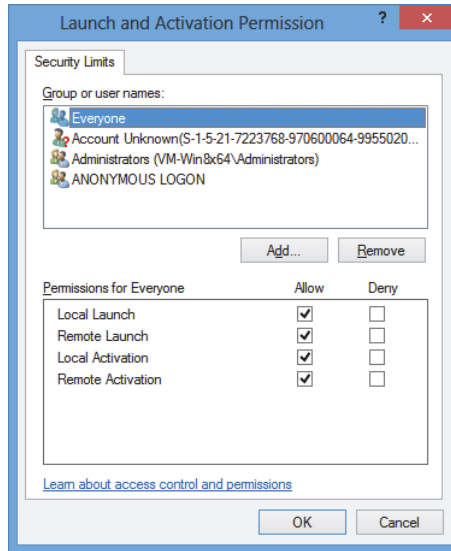 Launch and Activation Permission ?
Security Limits
Group or user names:
Everyone
Account Unknown(S-1-5-21-7223768-970600064-9955020...
Administrators (VM-Win8x64\Administrators)
ANONYMOUS LOGON
Add... Remove
Permissions for Everyone Allow Deny
Local Launch
Remote Launch
Local Activation
Remote Activation
Learn about access control and permissions
OK Cancel